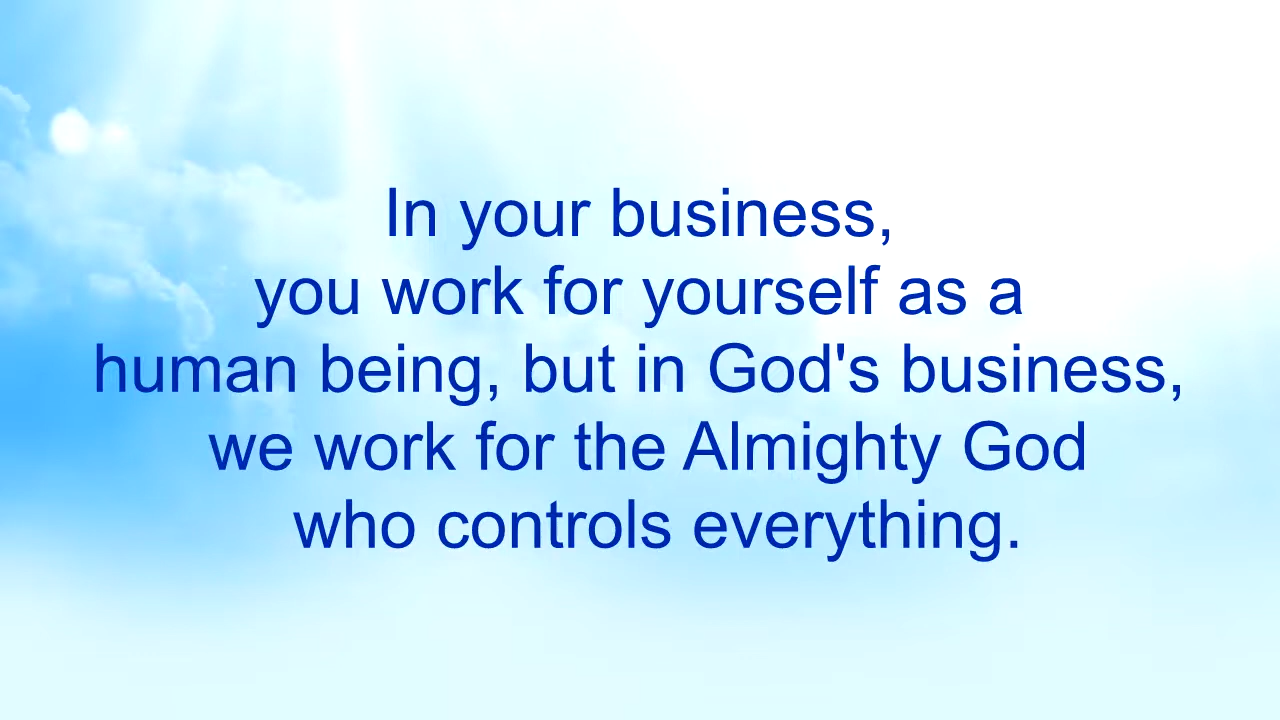 In your business,
you work for yourself as a
human being, but in God's business,
we work for the Almighty God
who controls everything.